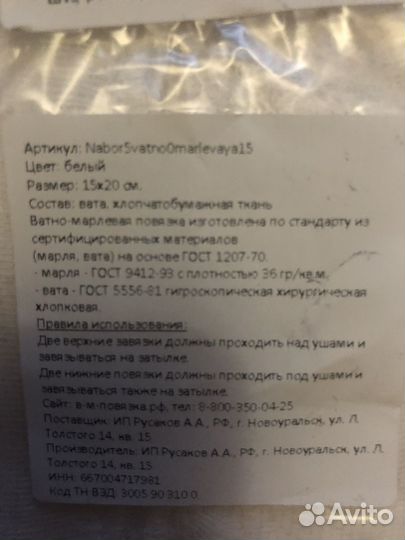 Артикул: Nabor5vatno0marlevaya15
Цвет: белый
Размер: 15х20 см.
Состав: вата, хлопчатобумажная ткань
Ватно-марлевая повязка изготовлена по стандарту из
сертифицированных материалов
(марля, вата) на основе ГОСТ 1207-70.
- марля - ГОСТ 9412-93 с плотностью 36 гр/кв.м.
- вата - ГОСТ 5556-81 гигроскопическая хирургическая
хлопковая.
Правила использования:
Две верхние завязки должны проходить над ушами и
завязываться на затылке.
Две нижние повязки должны проходить под ушами и
завязываться также на затылке.
Сайт: в-м-повязка.рф, тел: 8-800-350-04-25
Поставщик: ИП Русаков А.А., РФ, г. Новоуральск, ул. Л.
Толстого 14, кв. 15
Производитель: ИП Русаков А.А., РФ, г. Новоуральск, ул. Л.
Толстого 14, кв. 15
ИНН: 667004717981
Код ТН ВЭД: 3005 90 310 0
Avito